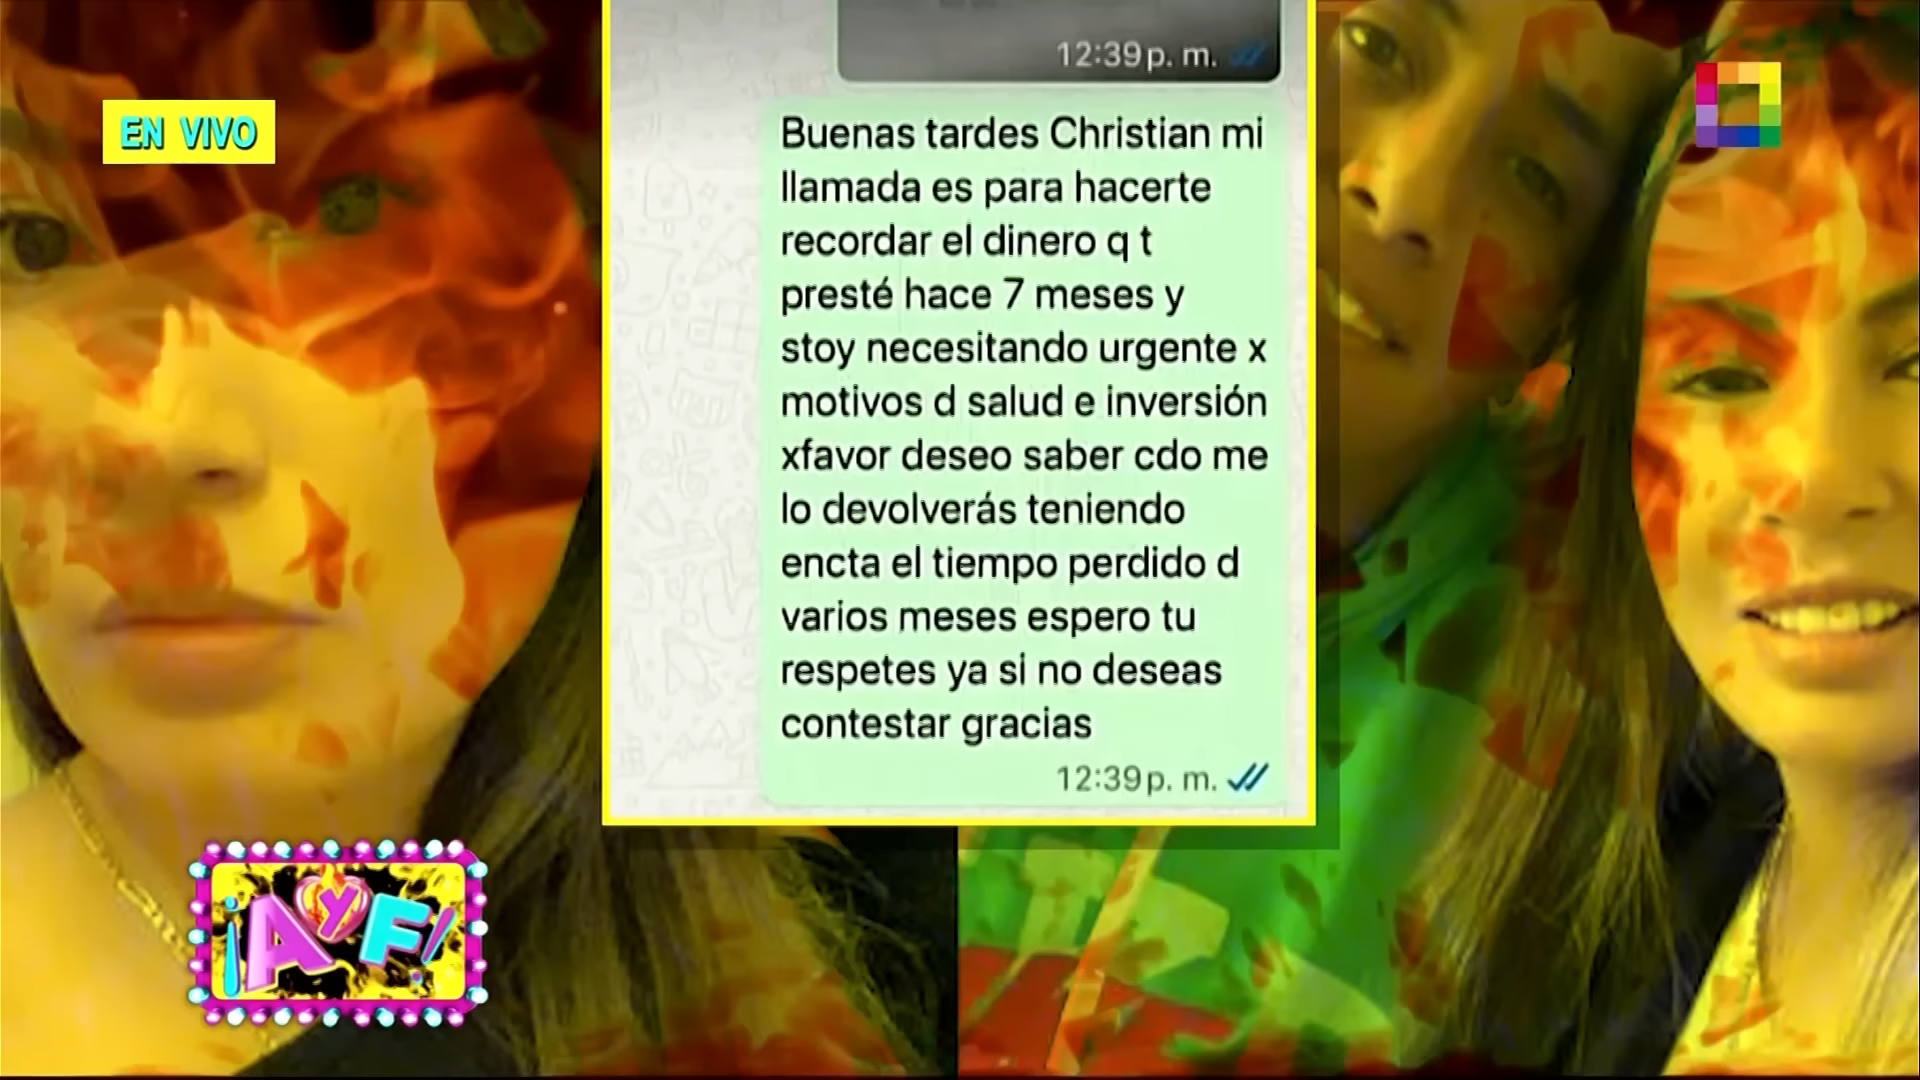 12:39 p. m.
EN VIVO
Buenas tardes Christian mi
llamada es para hacerte
recordar el dinero q t
presté hace 7 meses y
stoy necesitando urgente x
motivos d salud e inversión
xfavor deseo saber cdo me
lo devolverás teniendo
encta el tiempo perdido d
varios meses espero tu
respetes ya si no deseas
contestar gracias
12:39 p. m.
¡AyF!